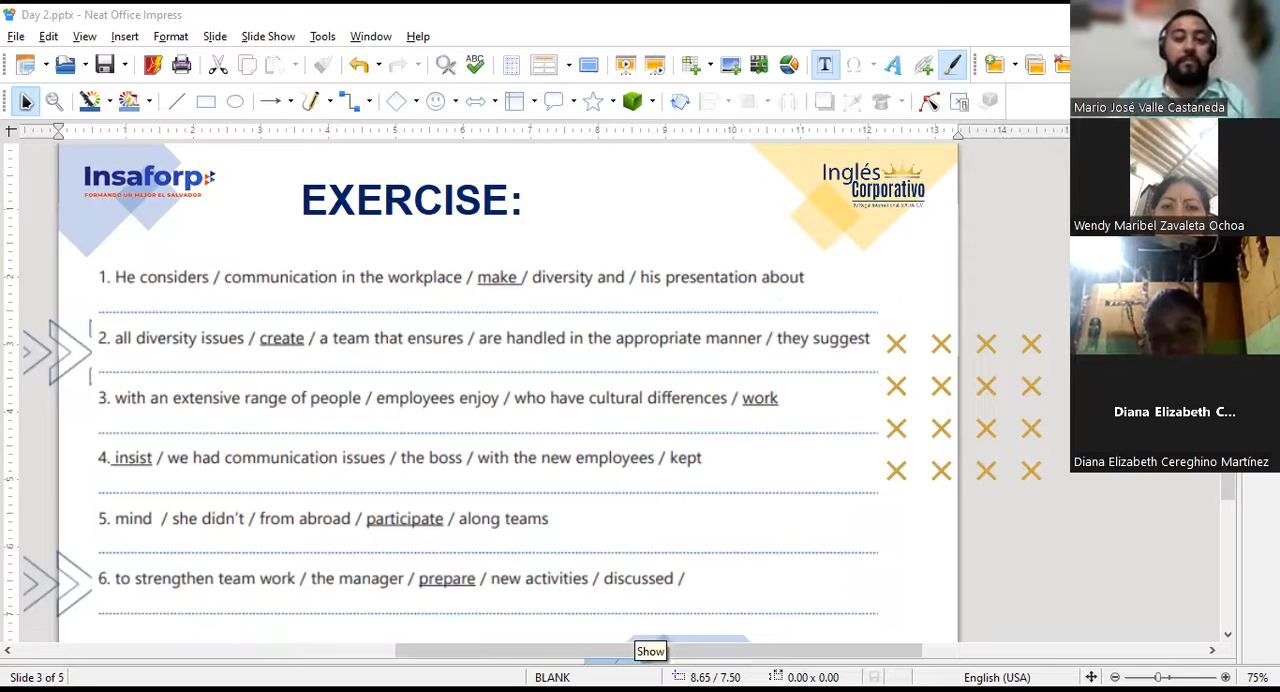 Day 2.pptx - Neat Office Impress
File Edit View Insert Format Slide Slide Show Tools Window Help
Insaforp
FORMANDO UN MEJOR EL SALVADOR
EXERCISE:
Inglés
Corporativo
1. He considers / communication in the workplace / make / diversity and / his presentation about
2. all diversity issues / create / a team that ensures / are handled in the appropriate manner / they suggest
3. with an extensive range of people / employees enjoy / who have cultural differences / work
4. insist / we had communication issues / the boss / with the new employees / kept
5. mind / she didn't / from abroad / participate / along teams
6. to strengthen team work / the manager / prepare / new activities / discussed /
Show
Slide 3 of 5 BLANK 8.65 / 7.50 0.00 x 0.00 English (USA) 75%
Mario José Valle Castaneda
Wendy Maribel Zavaleta Ochoa
Diana Elizabeth C...
Diana Elizabeth Cereghino Martínez